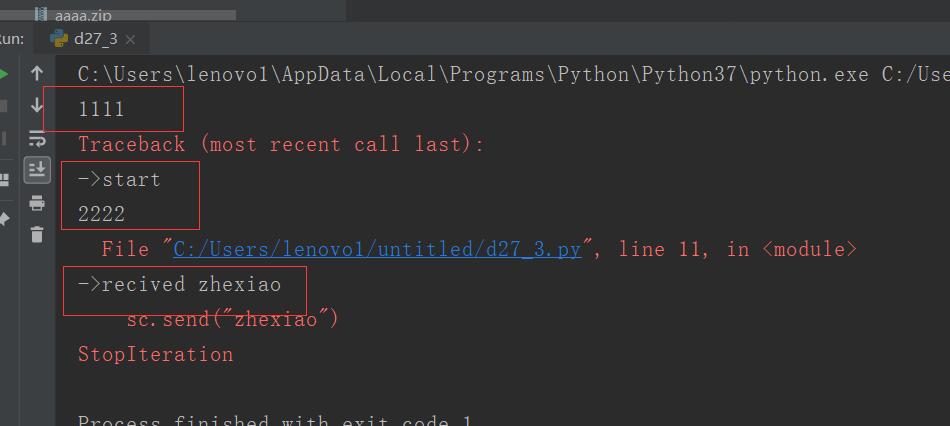 aaaa.zip
un: d27_3
C:\Users\lenovo1\AppData\Local\Programs\Python\Python37\python.exe C:/Use
1111
Traceback (most recent call last):
->start
2222
File "C:/Users/lenovo1/untitled/d27_3.py", line 11, in <module>
->recived zhexiao
sc.send("zhexiao")
StopIteration
Process finished with exit code 1